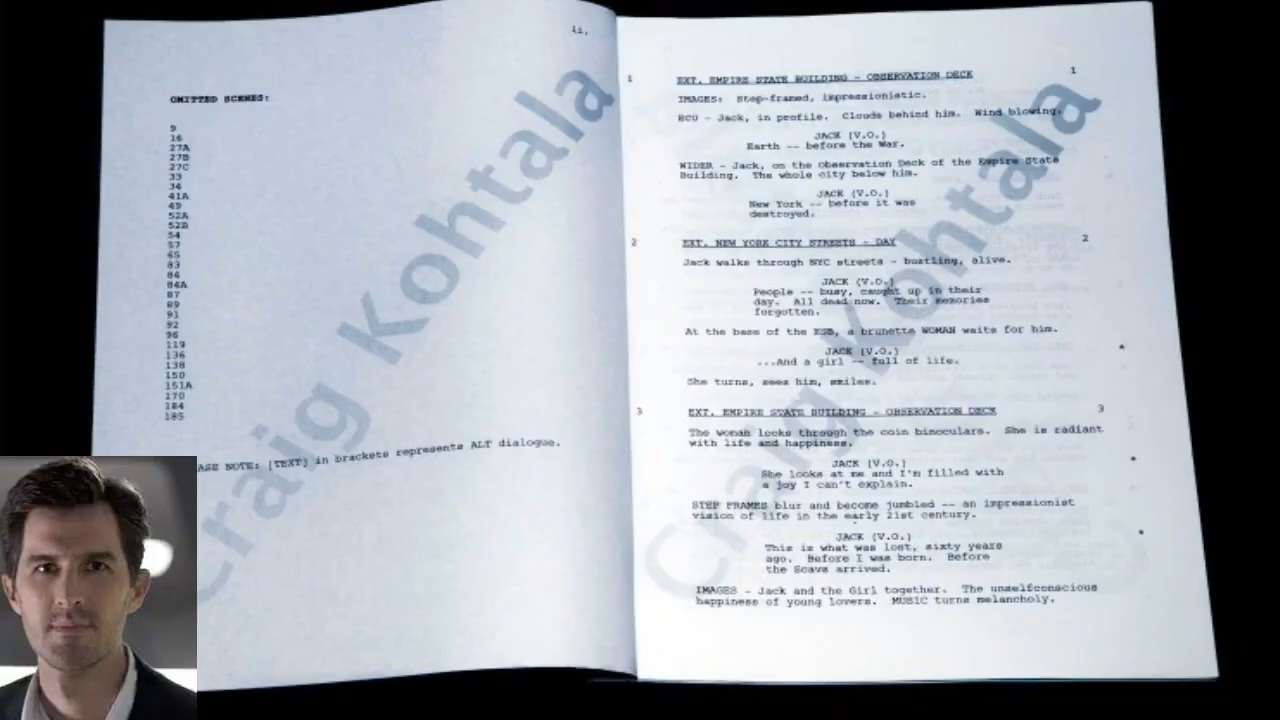 ii.
OMITTED SCENES:
9
16
27A
27B
27C
33
34
41A
49
52A
52B
54
57
65
83
84
84A
87
89
91
92
96
119
136
138
150
151A
170
184
185
ASE NOTE: [TEXT] in brackets represents ALT dialogue.
Craig Kohtala
1 EXT. EMPIRE STATE BUILDING - OBSERVATION DECK 1
IMAGES: Step-framed, impressionistic.
ECU - Jack, in profile. Clouds behind him. Wind blowing.
JACK (V.O.)
Earth -- before the War.
WIDER - Jack, on the Observation Deck of the Empire State
Building. The whole city below him.
JACK (V.O.)
New York -- before it was
destroyed.
2 EXT. NEW YORK CITY STREETS - DAY 2
Jack walks through NYC streets - bustling, alive.
JACK (V.O.)
People -- busy, caught up in their
day. All dead now. Their memories
forgotten.
At the base of the ESB, a brunette WOMAN waits for him.
JACK (V.O.) *
...And a girl -- full of life.
She turns, sees him, smiles.
3 EXT. EMPIRE STATE BUILDING - OBSERVATION DECK 3
The woman looks through the coin binoculars. She is radiant
with life and happiness.
JACK (V.O.) *
She looks at me and I'm filled with
a joy I can't explain.
STEP FRAMES blur and become jumbled -- an impressionist
vision of life in the early 21st century.
JACK (V.O.) *
This is what was lost, sixty years
ago. Before I was born. Before
the Scavs arrived.
IMAGES - Jack and the Girl together. The unselfconscious
happiness of young lovers. MUSIC turns melancholy.
Craig Kohtala